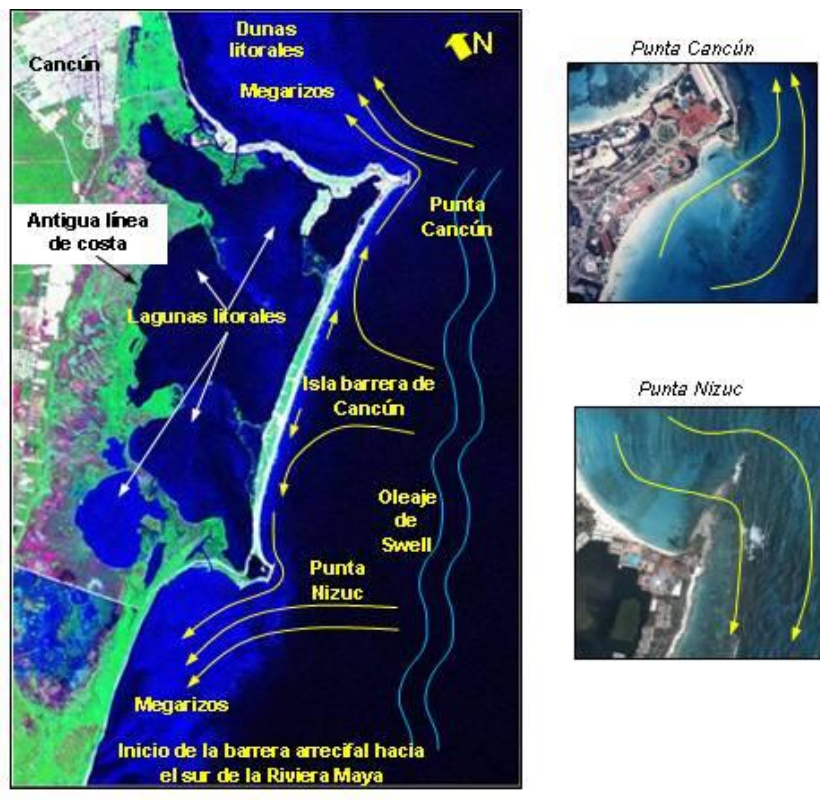 Dunas
litorales
N
Cancún
Megarizos
Punta
Cancún
Antigua línea
de costa
Lagunas litorales
Isla barrera de
Cancún
Oleaje
de
Swell
Punta
Nizuc
Megarizos
Inicio de la barrera arrecifal hacia
el sur de la Riviera Maya
Punta Cancún
Punta Nizuc